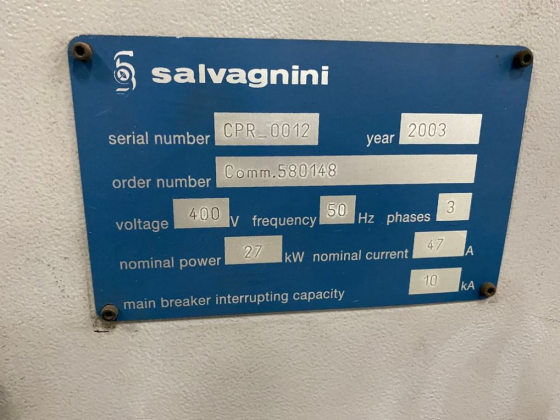 salvagnini
serial number CPR_0012 year 2003
order number Comm.580148
voltage 400 V frequency 50 Hz phases 3
nominal power 27 kW nominal current 47 A
main breaker interrupting capacity 10 kA